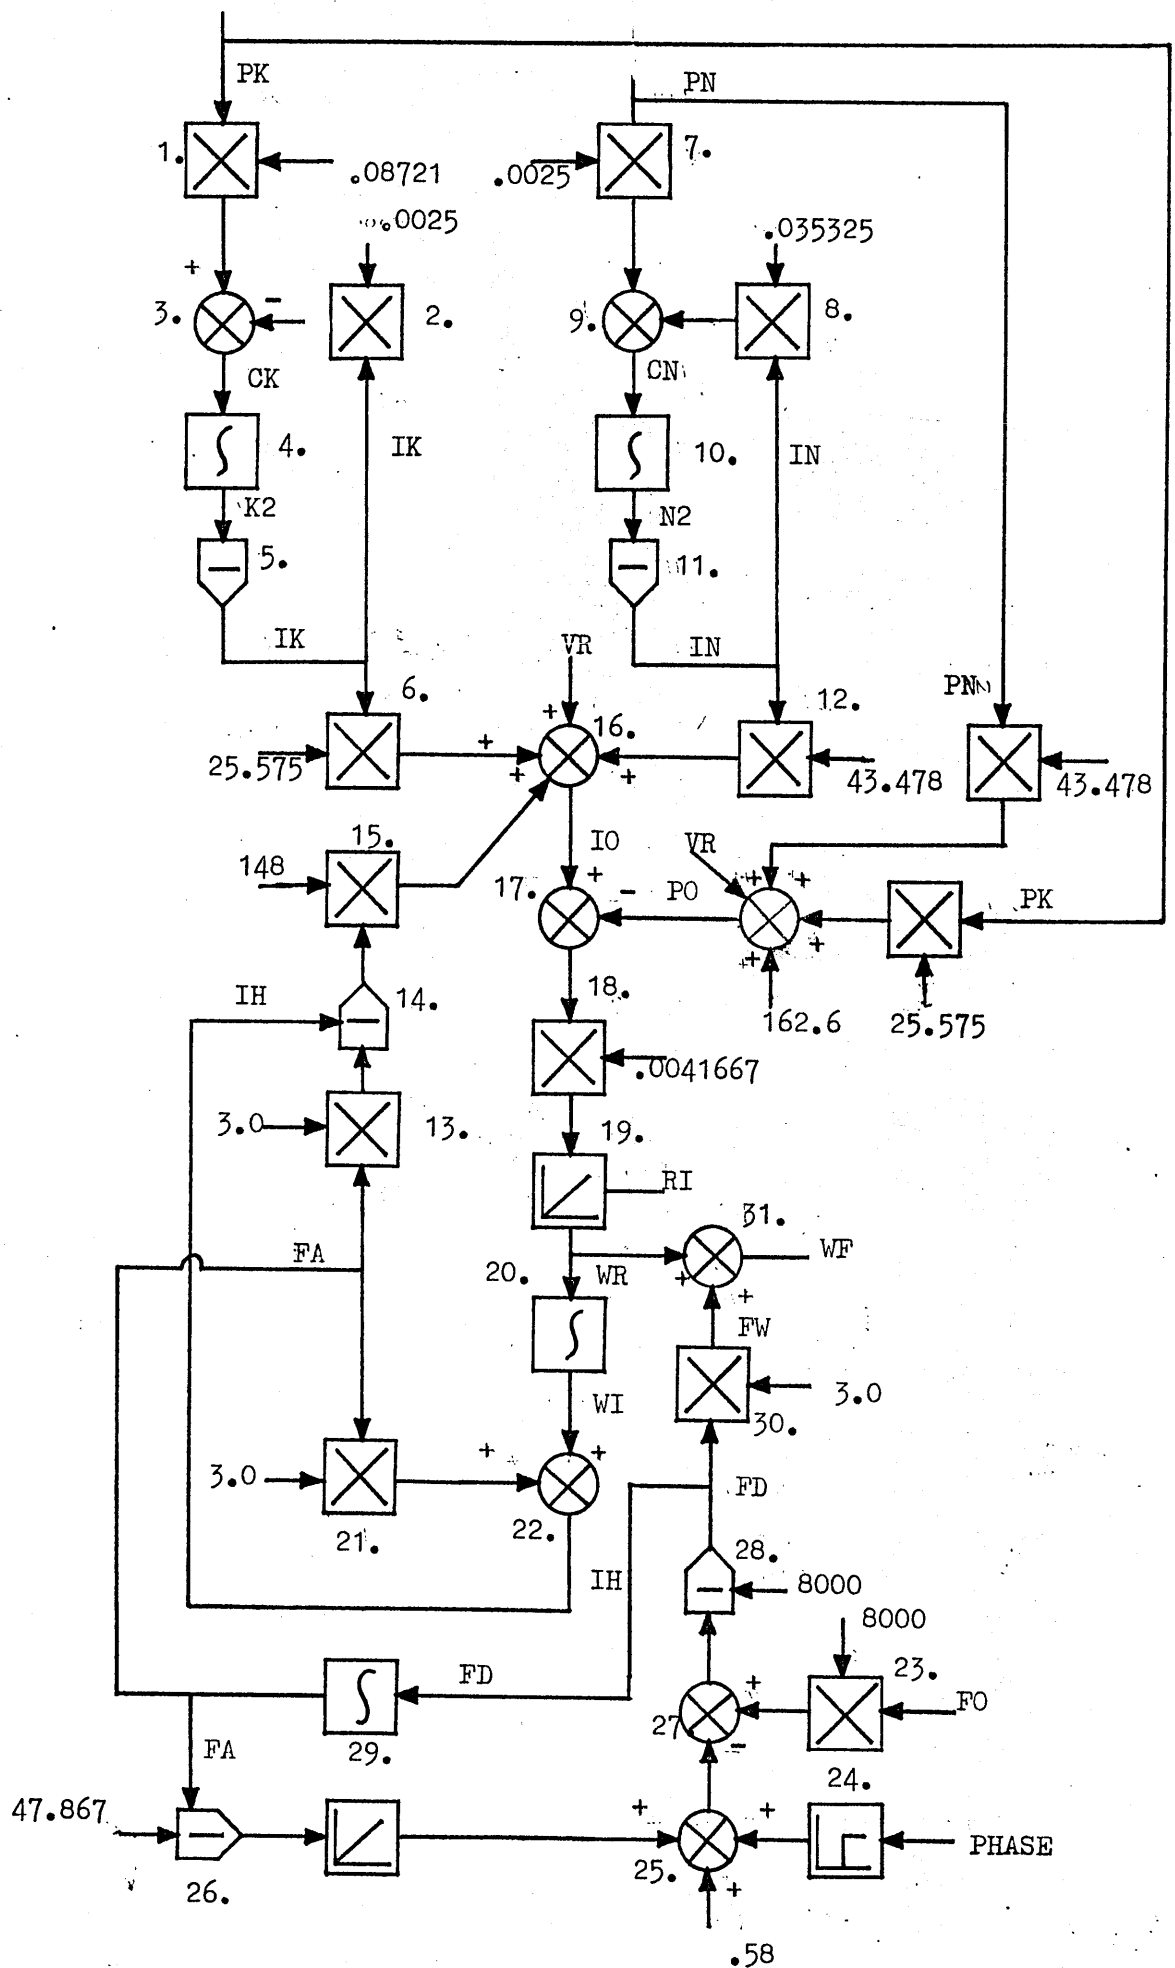 PK
PN
1.
.08721
.0025
7.
.0025
.035325
+
-
3.
2.
9.
8.
CK
CN
4.
IK
10.
IN
K2
N2
5.
11.
IK
VR
IN
6.
PN
12.
+
16.
+
25.575
+
+
43.478
43.478
15.
148
IO
VR
+
+
+
17.
-
PO
PK
+
+
IH
14.
18.
162.6
25.575
.0041667
3.0
13.
19.
RI
31.
FA
WF
20.
WR
+
+
FW
3.0
WI
30.
+
+
3.0
FD
22.
21.
28.
IH
8000
8000
FD
+
23.
FO
27.
-
FA
29.
24.
47.867
+
+
PHASE
25.
26.
+
.58